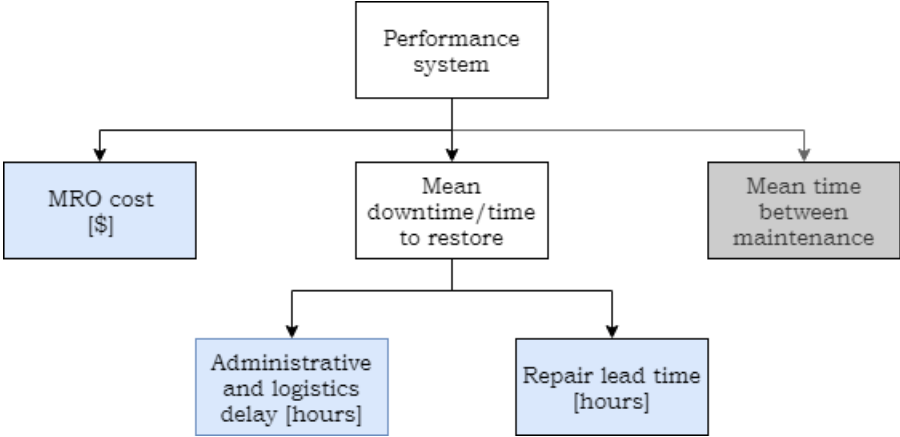 Performance
system
MRO cost
[$]
Mean
downtime/time
to restore
Mean time
between
maintenance
Administrative
and logistics
delay [hours]
Repair lead time
[hours]